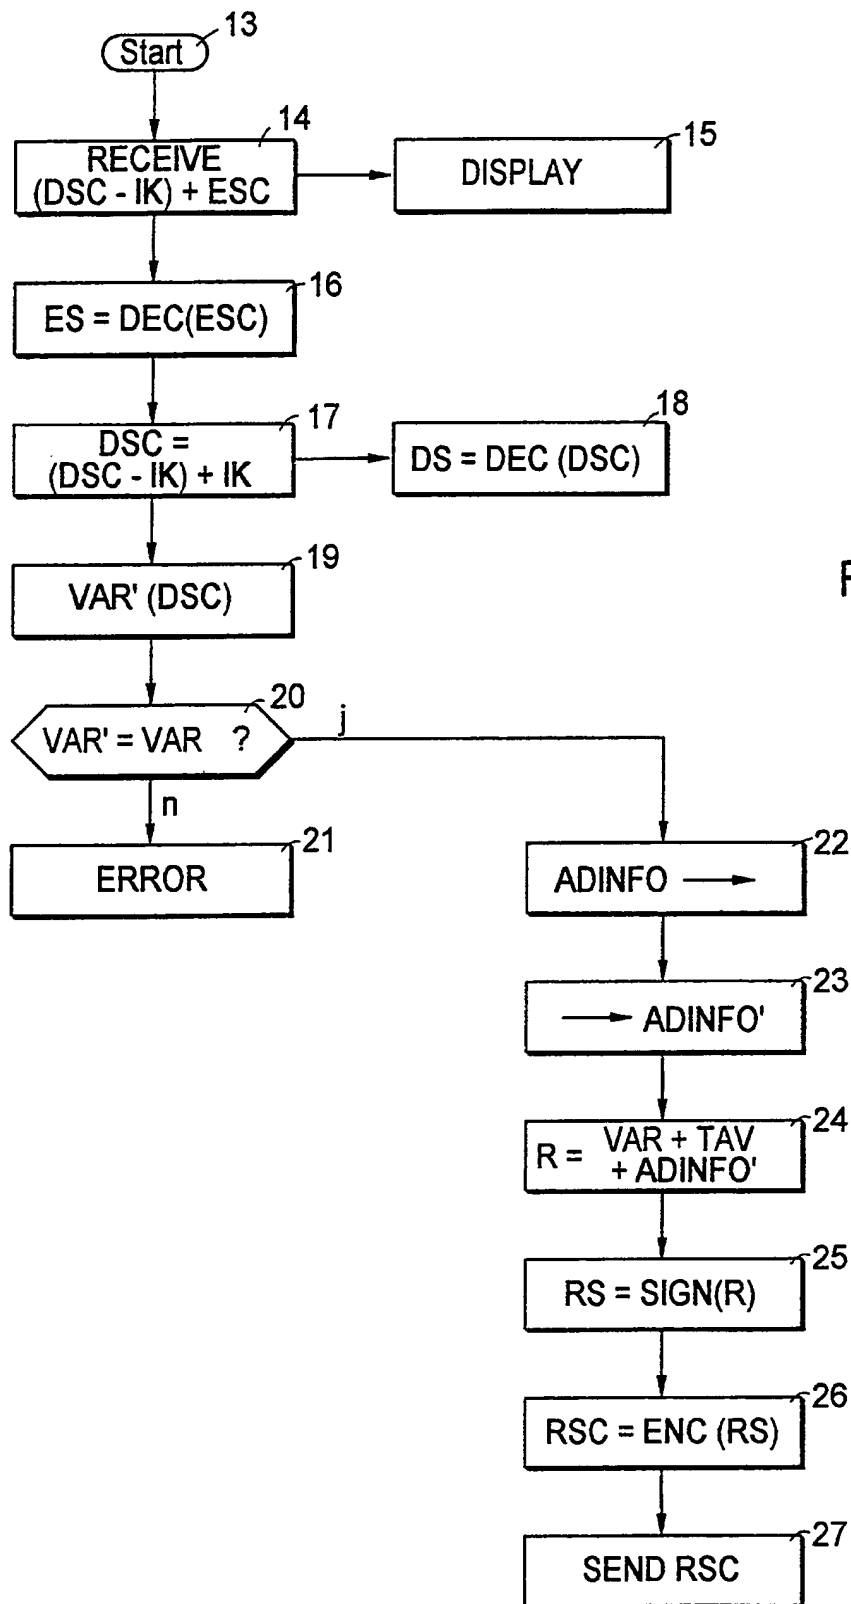 13
Start
14
RECEIVE
(DSC - IK) + ESC
15
DISPLAY
16
ES = DEC(ESC)
17
DSC =
(DSC - IK) + IK
18
DS = DEC (DSC)
19
VAR' (DSC)
F
20
VAR' = VAR ?
j
n
21
ERROR
22
ADINFO
23
ADINFO'
24
R = VAR + TAV
+ ADINFO'
25
RS = SIGN(R)
26
RSC = ENC (RS)
27
SEND RSC